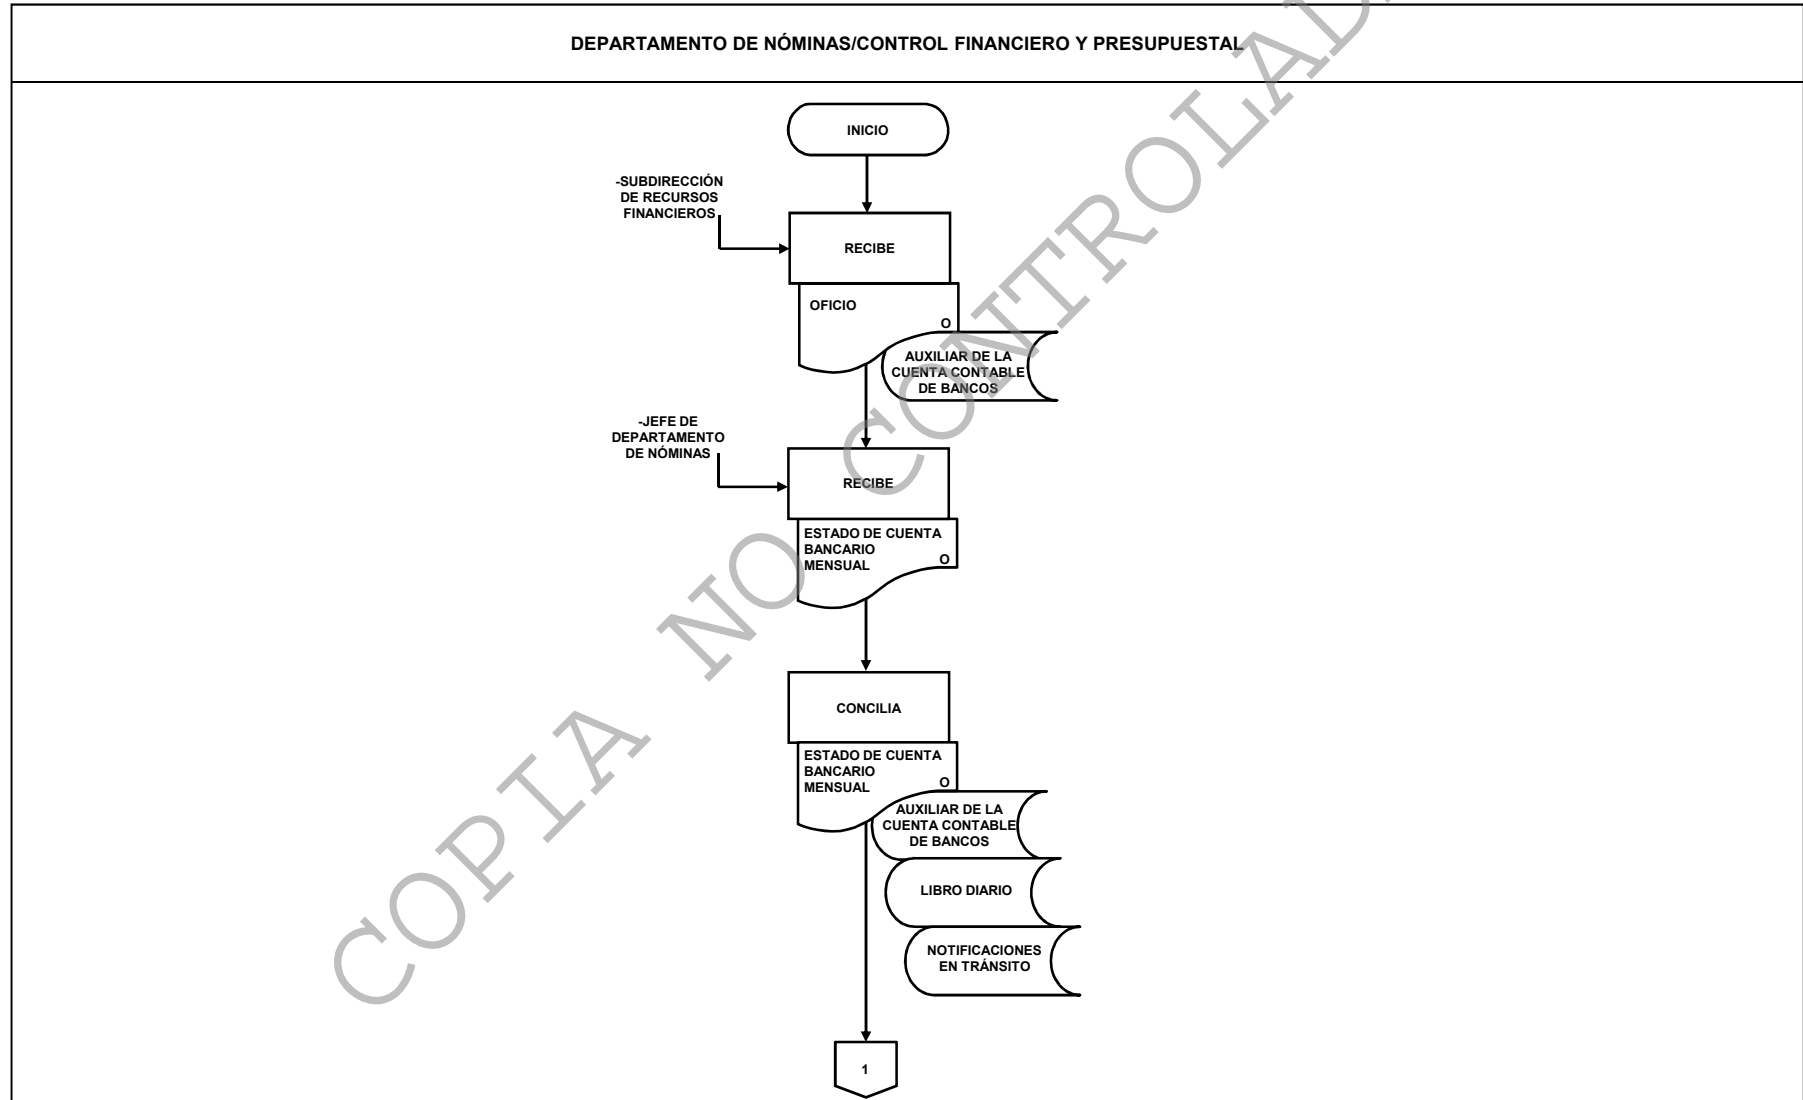 DEPARTAMENTO DE NÓMINAS/CONTROL FINANCIERO Y PRESUPUESTAL
INICIO
-SUBDIRECCIÓN
DE RECURSOS
FINANCIEROS
RECIBE
OFICIO
O
AUXILIAR DE LA
CUENTA CONTABLE
DE BANCOS
-JEFE DE
DEPARTAMENTO
DE NÓMINAS
RECIBE
ESTADO DE CUENTA
BANCARIO
MENSUAL
O
CONCILIA
ESTADO DE CUENTA
BANCARIO
MENSUAL
O
AUXILIAR DE LA
CUENTA CONTABLE
DE BANCOS
LIBRO DIARIO
NOTIFICACIONES
EN TRÁNSITO
1
COPIA NO CONTROLAD